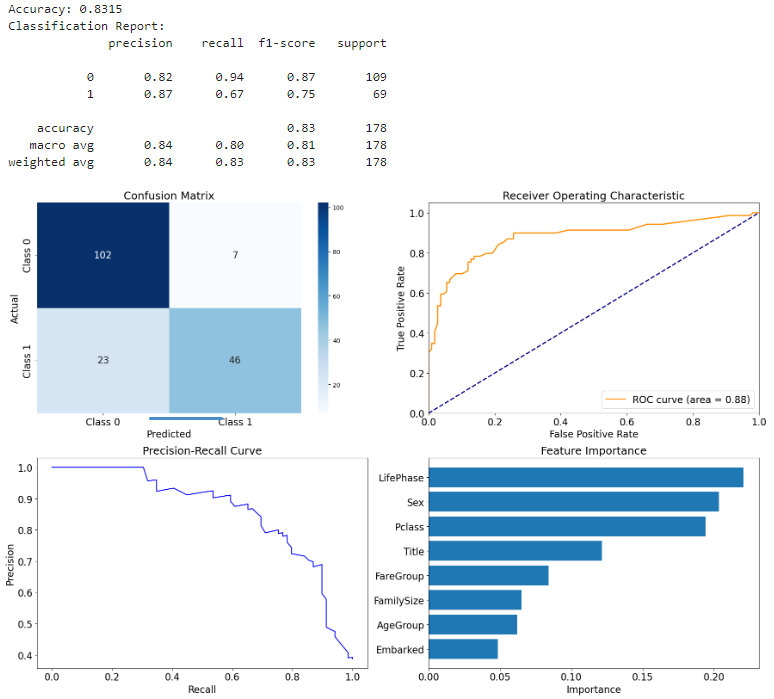 Accuracy: 0.8315
Classification Report:
precision recall f1-score support
0 0.82 0.94 0.87 109
1 0.87 0.67 0.75 69
accuracy 0.83 178
macro avg 0.84 0.80 0.81 178
weighted avg 0.84 0.83 0.83 178
Confusion Matrix
Actual
Class 0
Class 1
102 7
23 46
Class 0 Class 1
Predicted
100
80
60
40
20
Receiver Operating Characteristic
True Positive Rate
1.0
0.8
0.6
0.4
0.2
0.0
ROC curve (area = 0.88)
0.0 0.2 0.4 0.6 0.8 1.0
False Positive Rate
Precision-Recall Curve
Precision
1.0
0.9
0.8
0.7
0.6
0.5
0.4
0.0 0.2 0.4 0.6 0.8 1.0
Recall
Feature Importance
LifePhase
Sex
Pclass
Title
FareGroup
FamilySize
AgeGroup
Embarked
0.00 0.05 0.10 0.15 0.20
Importance